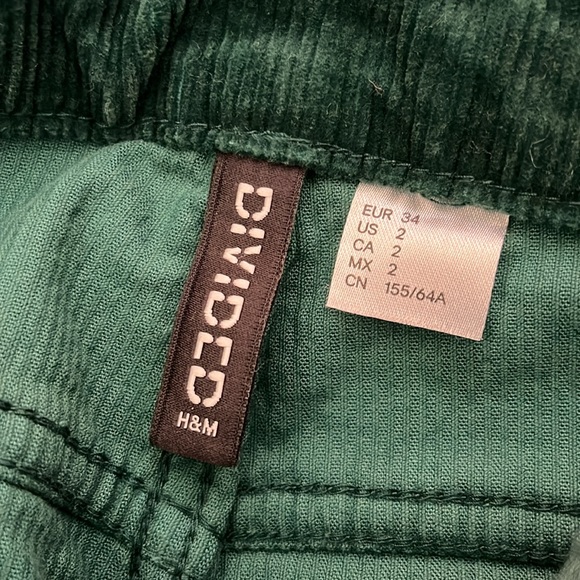 DIVIDED
H&M
EUR 34
US 2
CA 2
MX 2
CN 155/64A